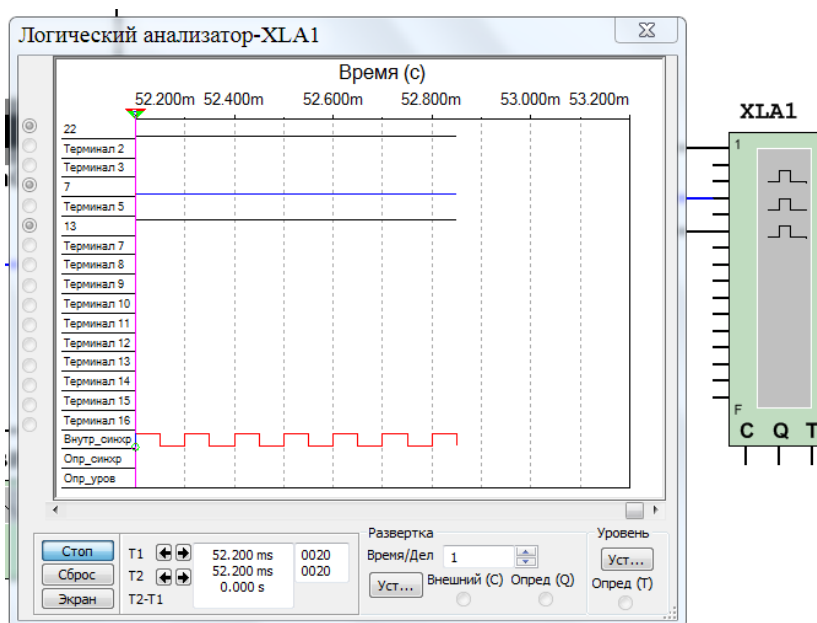 Логический анализатор-XLA1
Время (с)
52.200m 52.400m 52.600m 52.800m 53.000m 53.200m
22
Терминал 2
Терминал 3
7
Терминал 5
13
Терминал 7
Терминал 8
Терминал 9
Терминал 10
Терминал 11
Терминал 12
Терминал 13
Терминал 14
Терминал 15
Терминал 16
Внутр_синхр
Опр_синхр
Опр_уров
Стоп
Сброс
Экран
T1 52.200 ms 0020
T2 52.200 ms 0020
T2-T1 0.000 s
Развертка
Время/Дел 1
Уст... Внешний (C) Опред (Q)
Уровень
Уст...
Опред (T)
XLA1
1
F
C Q T